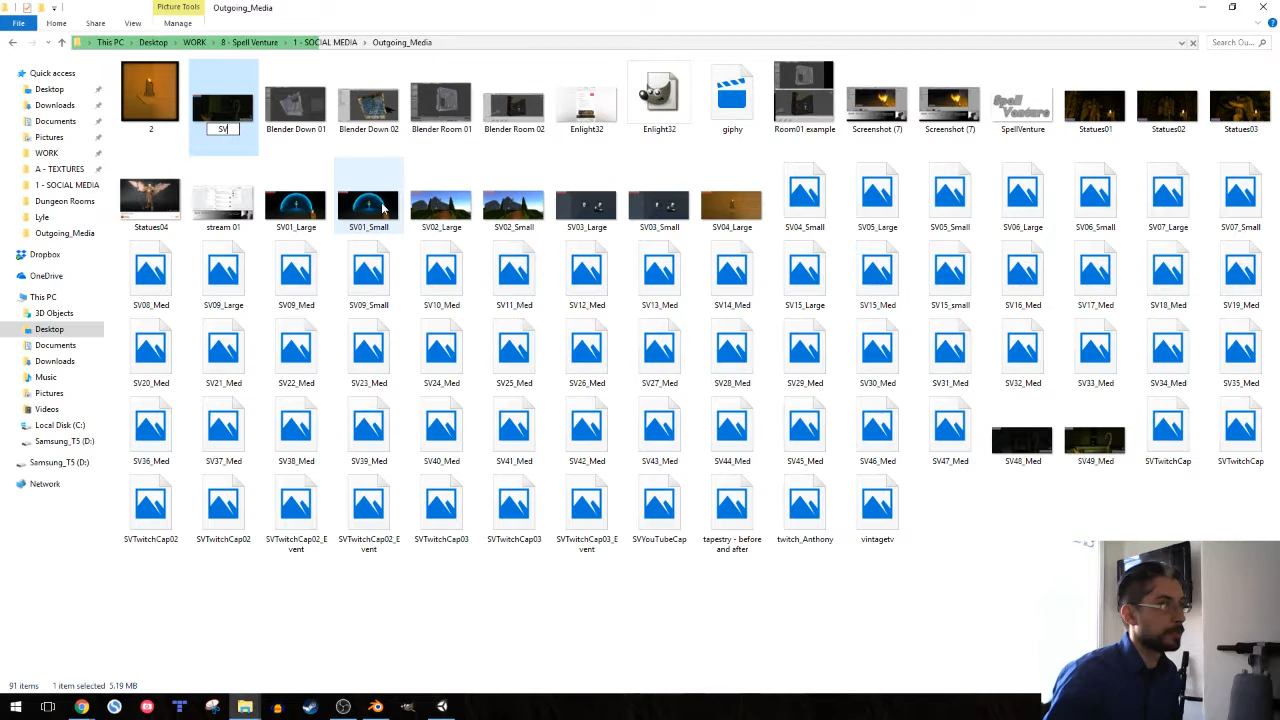 Picture Tools
Outgoing_Media
File
Home
Share
View
Manage
This PC
Desktop
WORK
8 - Spell Venture
1 - SOCIAL MEDIA
Outgoing_Media
Search Ou...
Quick access
Desktop
Downloads
Documents
Pictures
WORK
A - TEXTURES
1 - SOCIAL MEDIA
Dungeon Rooms
Lyle
Outgoing_Media
Dropbox
OneDrive
This PC
3D Objects
Desktop
Documents
Downloads
Music
Pictures
Videos
Local Disk (C:)
Samsung_T5 (D:)
Samsung_T5 (D:)
Network
Spell
Venture
2
SV
Blender Down 01
Blender Down 02
Blender Room 01
Blender Room 02
Enlight32
Enlight32
giphy
Room01 example
Screenshot (7)
Screenshot (7)
SpellVenture
Statues01
Statues02
Statues03
Statues04
stream 01
SV01_Large
SV01_Small
SV02_Large
SV02_Small
SV03_Large
SV03_Small
SV04_Large
SV04_Small
SV05_Large
SV05_Small
SV06_Large
SV06_Small
SV07_Large
SV07_Small
SV08_Med
SV09_Large
SV09_Med
SV09_Small
SV10_Med
SV11_Med
SV12_Med
SV13_Med
SV14_Med
SV15_Large
SV15_Med
SV15_small
SV16_Med
SV17_Med
SV18_Med
SV19_Med
SV20_Med
SV21_Med
SV22_Med
SV23_Med
SV24_Med
SV25_Med
SV26_Med
SV27_Med
SV28_Med
SV29_Med
SV30_Med
SV31_Med
SV32_Med
SV33_Med
SV34_Med
SV35_Med
SV36_Med
SV37_Med
SV38_Med
SV39_Med
SV40_Med
SV41_Med
SV42_Med
SV43_Med
SV44_Med
SV45_Med
SV46_Med
SV47_Med
SV48_Med
SV49_Med
SVTwitchCap
SVTwitchCap
SVTwitchCap02
SVTwitchCap02
SVTwitchCap02_E
vent
SVTwitchCap02_E
vent
SVTwitchCap03
SVTwitchCap03
SVTwitchCap03_E
vent
SVYouTubeCap
tapestry - before
and after
twitch_Anthony
vintagetv
91 items
1 item selected 5.19 MB